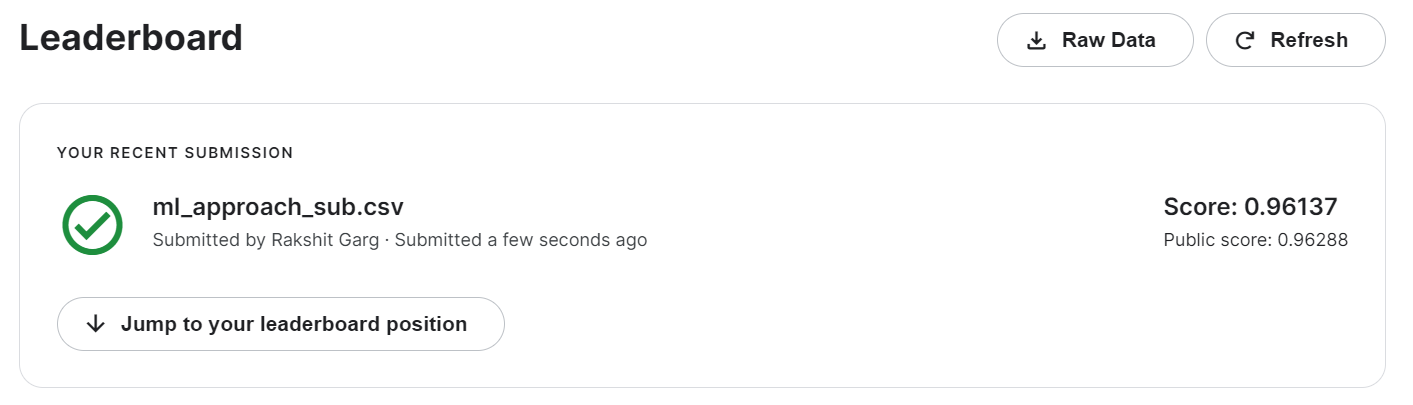 Leaderboard
Raw Data
Refresh
YOUR RECENT SUBMISSION
ml_approach_sub.csv
Score: 0.96137
Submitted by Rakshit Garg · Submitted a few seconds ago
Public score: 0.96288
Jump to your leaderboard position